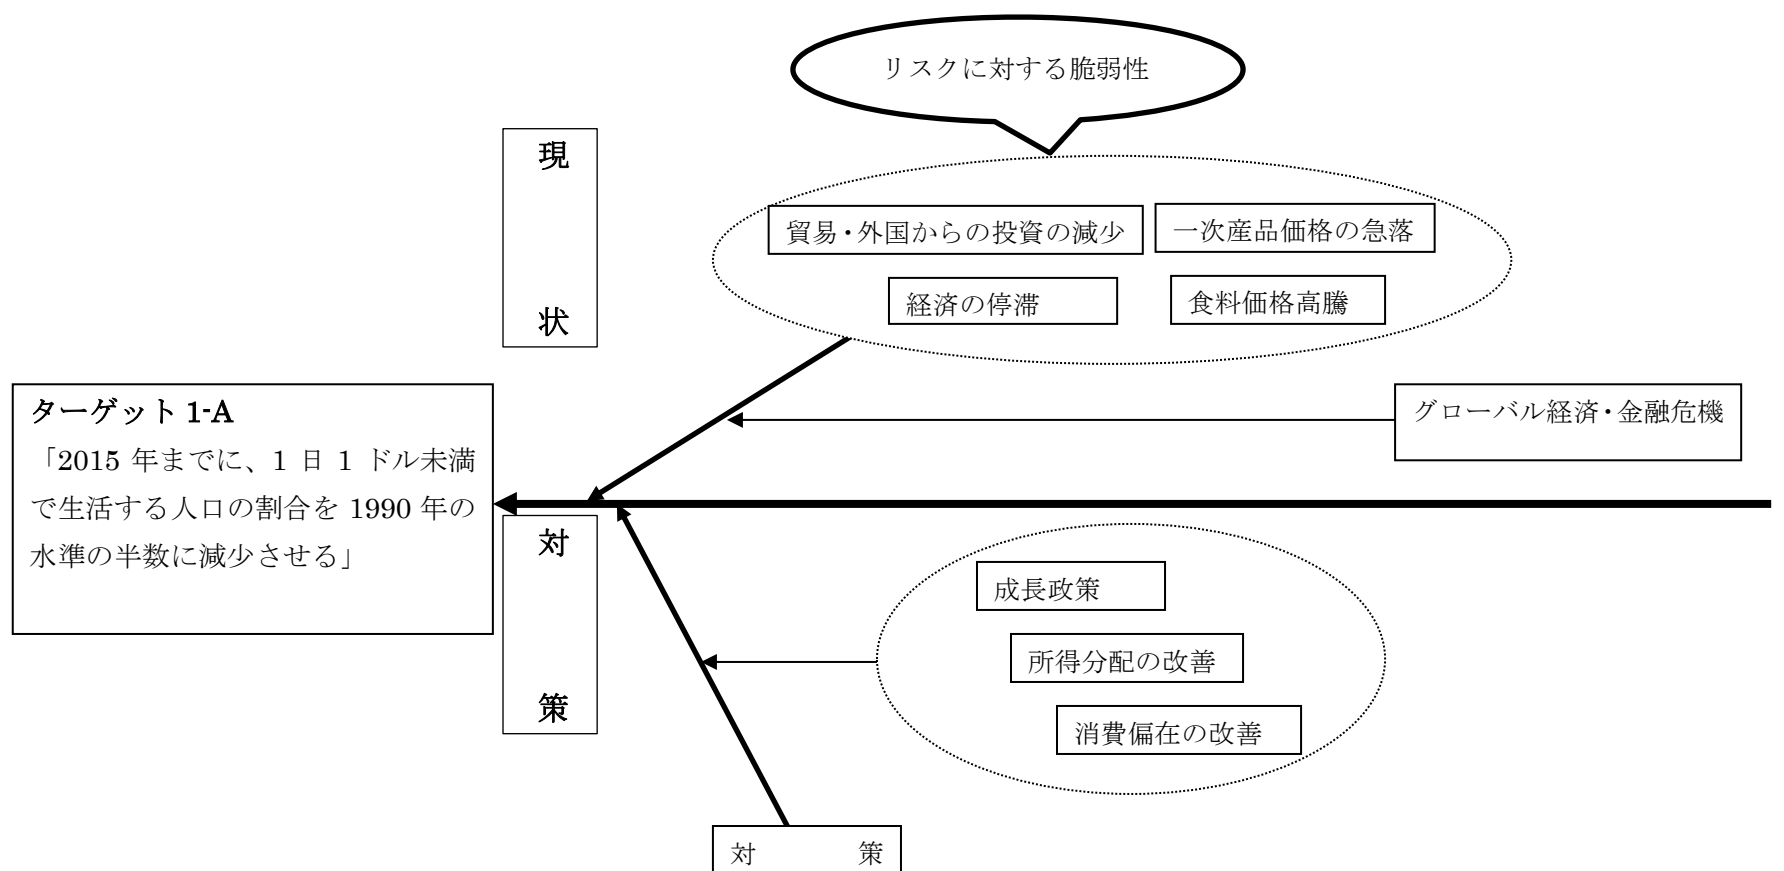 リスクに対する脆弱性
現
状
貿易・外国からの投資の減少
一次産品価格の急落
経済の停滞
食料価格高騰
ターゲット 1-A
「2015 年までに、1 日 1 ドル未満
で生活する人口の割合を 1990 年の
水準の半数に減少させる」
グローバル経済・金融危機
対
策
成長政策
所得分配の改善
消費偏在の改善
対 策